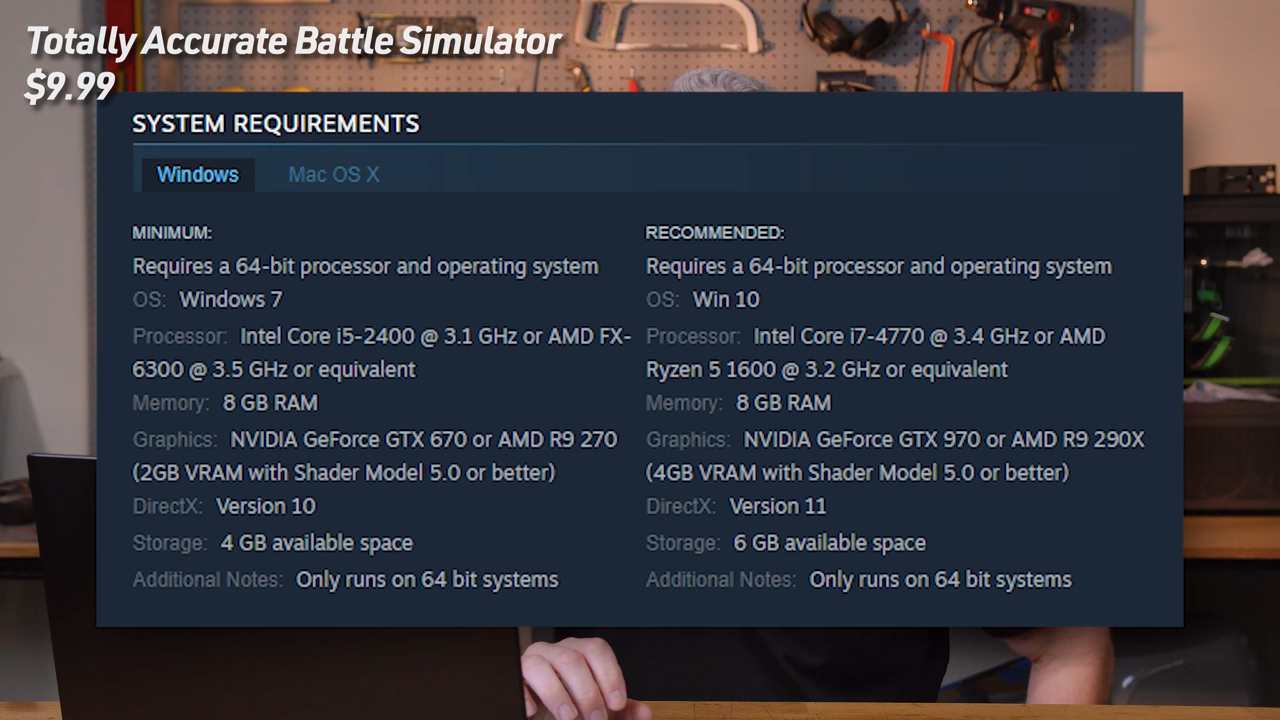 Totally Accurate Battle Simulator
$9.99
SYSTEM REQUIREMENTS
Windows
Mac OS X
MINIMUM:
Requires a 64-bit processor and operating system
OS: Windows 7
Processor: Intel Core i5-2400 @ 3.1 GHz or AMD FX-
6300 @ 3.5 GHz or equivalent
Memory: 8 GB RAM
Graphics: NVIDIA GeForce GTX 670 or AMD R9 270
(2GB VRAM with Shader Model 5.0 or better)
DirectX: Version 10
Storage: 4 GB available space
Additional Notes: Only runs on 64 bit systems
RECOMMENDED:
Requires a 64-bit processor and operating system
OS: Win 10
Processor: Intel Core i7-4770 @ 3.4 GHz or AMD
Ryzen 5 1600 @ 3.2 GHz or equivalent
Memory: 8 GB RAM
Graphics: NVIDIA GeForce GTX 970 or AMD R9 290X
(4GB VRAM with Shader Model 5.0 or better)
DirectX: Version 11
Storage: 6 GB available space
Additional Notes: Only runs on 64 bit systems